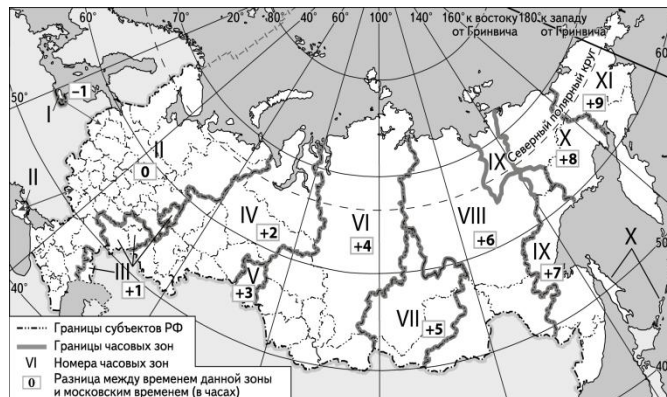 60° 70° 20° 40° 60° 80° 100° 120° 140° 160° к востоку 180° к западу
от Гринвича от Гринвича
60°
50°
–1
I
Северный полярный круг
XI
+9
II
0
IX
X
+8
50°
II
IV
+2
VI
+4
VIII
+6
X
III
+1
V
+3
IX
+7
40°
VII
+5
40°
Границы субъектов РФ
Границы часовых зон
VI Номера часовых зон
0 Разница между временем данной зоны
и московским временем (в часах)